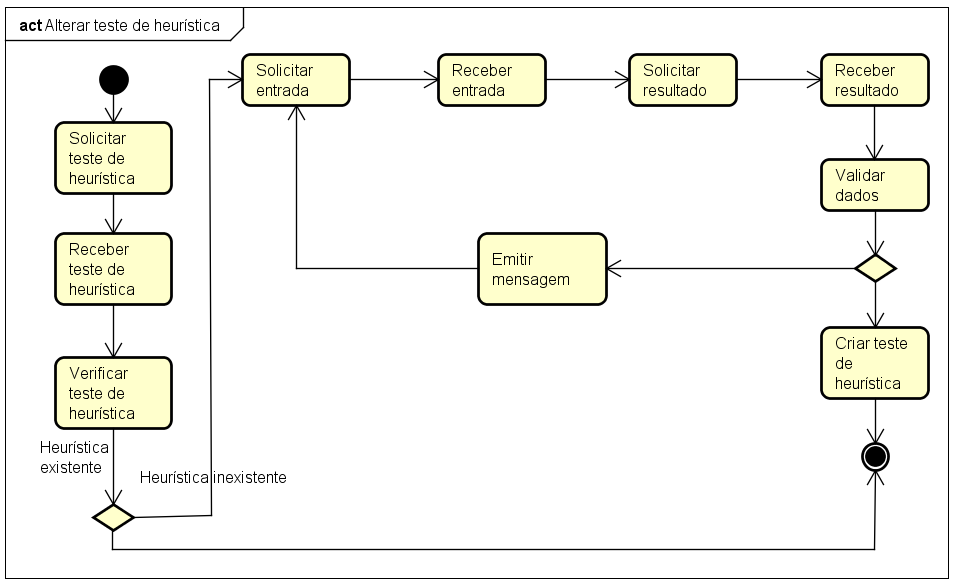 act Alterar teste de heurística
Solicitar
teste de
heurística
Receber
teste de
heurística
Verificar
teste de
heurística
Heurística
existente
Heurística inexistente
Solicitar
entrada
Receber
entrada
Solicitar
resultado
Receber
resultado
Validar
dados
Emitir
mensagem
Criar teste
de
heurística